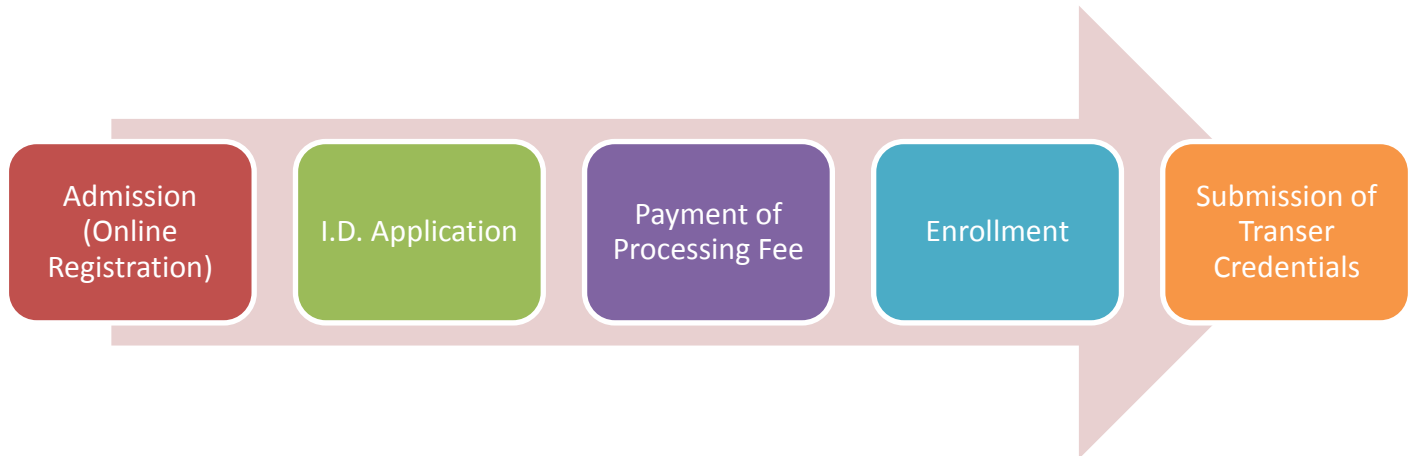 Admission
(Online
Registration)
I.D. Application
Payment of
Processing Fee
Enrollment
Submission of
Transer
Credentials